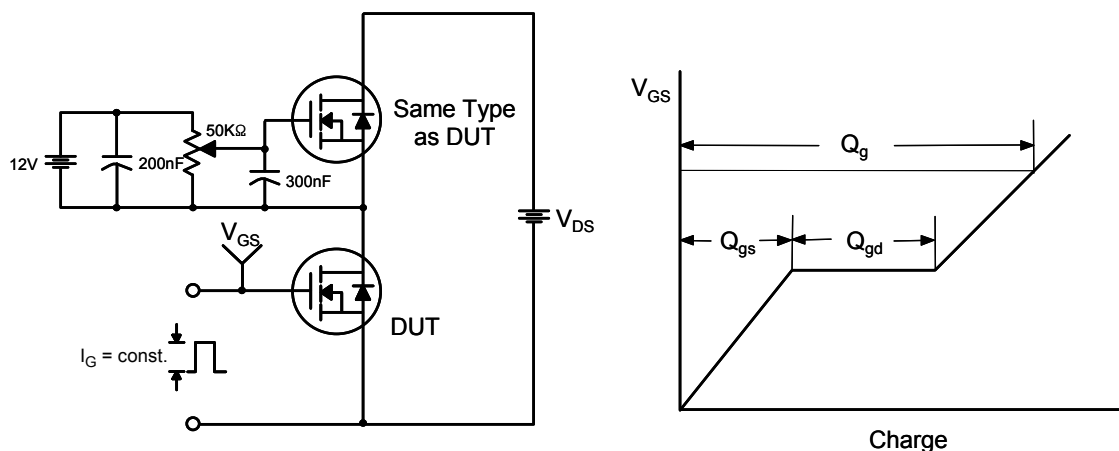 12V
200nF
50KΩ
300nF
Same Type
as DUT
V_DS
V_GS
DUT
I_G = const.
V_GS
Q_g
Q_gs
Q_gd
Charge